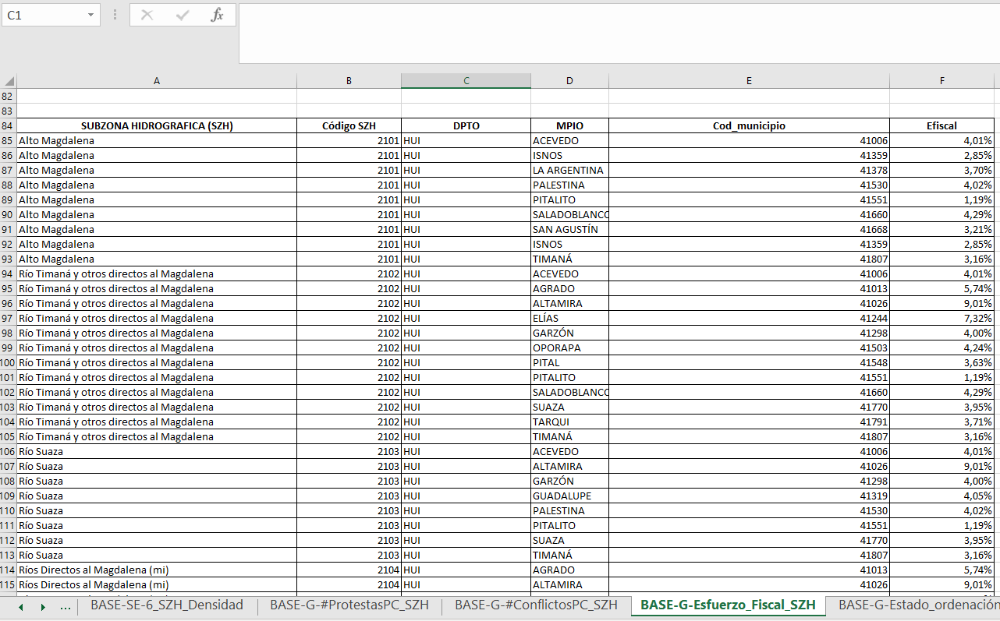 C1
fx
A B C D E F
82
83
84 SUBZONA HIDROGRAFICA (SZH) Código SZH DPTO MPIO Cod_municipio Efiscal
85 Alto Magdalena 2101 HUI ACEVEDO 41006 4,01%
86 Alto Magdalena 2101 HUI ISNOS 41359 2,85%
87 Alto Magdalena 2101 HUI LA ARGENTINA 41378 3,70%
88 Alto Magdalena 2101 HUI PALESTINA 41530 4,02%
89 Alto Magdalena 2101 HUI PITALITO 41551 1,19%
90 Alto Magdalena 2101 HUI SALADOBLANCO 41660 4,29%
91 Alto Magdalena 2101 HUI SAN AGUSTÍN 41668 3,21%
92 Alto Magdalena 2101 HUI ISNOS 41359 2,85%
93 Alto Magdalena 2101 HUI TIMANÁ 41807 3,16%
94 Río Timaná y otros directos al Magdalena 2102 HUI ACEVEDO 41006 4,01%
95 Río Timaná y otros directos al Magdalena 2102 HUI AGRADO 41013 5,74%
96 Río Timaná y otros directos al Magdalena 2102 HUI ALTAMIRA 41026 9,01%
97 Río Timaná y otros directos al Magdalena 2102 HUI ELÍAS 41244 7,32%
98 Río Timaná y otros directos al Magdalena 2102 HUI GARZÓN 41298 4,00%
99 Río Timaná y otros directos al Magdalena 2102 HUI OPORAPA 41503 4,24%
100 Río Timaná y otros directos al Magdalena 2102 HUI PITAL 41548 3,63%
101 Río Timaná y otros directos al Magdalena 2102 HUI PITALITO 41551 1,19%
102 Río Timaná y otros directos al Magdalena 2102 HUI SALADOBLANCO 41660 4,29%
103 Río Timaná y otros directos al Magdalena 2102 HUI SUAZA 41770 3,95%
104 Río Timaná y otros directos al Magdalena 2102 HUI TARQUI 41791 3,71%
105 Río Timaná y otros directos al Magdalena 2102 HUI TIMANÁ 41807 3,16%
106 Río Suaza 2103 HUI ACEVEDO 41006 4,01%
107 Río Suaza 2103 HUI ALTAMIRA 41026 9,01%
108 Río Suaza 2103 HUI GARZÓN 41298 4,00%
109 Río Suaza 2103 HUI GUADALUPE 41319 4,05%
110 Río Suaza 2103 HUI PALESTINA 41530 4,02%
111 Río Suaza 2103 HUI PITALITO 41551 1,19%
112 Río Suaza 2103 HUI SUAZA 41770 3,95%
113 Río Suaza 2103 HUI TIMANÁ 41807 3,16%
114 Ríos Directos al Magdalena (mi) 2104 HUI AGRADO 41013 5,74%
115 Ríos Directos al Magdalena (mi) 2104 HUI ALTAMIRA 41026 9,01%
... BASE-SE-6_SZH_Densidad BASE-G-#ProtestasPC_SZH BASE-G-#ConflictosPC_SZH BASE-G-Esfuerzo_Fiscal_SZH BASE-G-Estado_ordenación